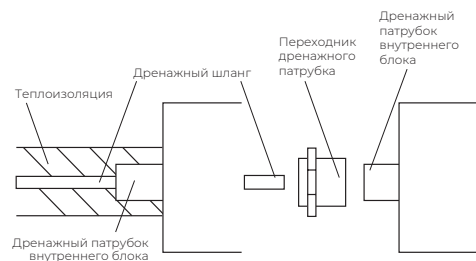 Дренажный
патрубок
внутреннего
блока
Переходник
дренажного
патрубка
Дренажный шланг
Теплоизоляция
Дренажный патрубок
внутреннего блока